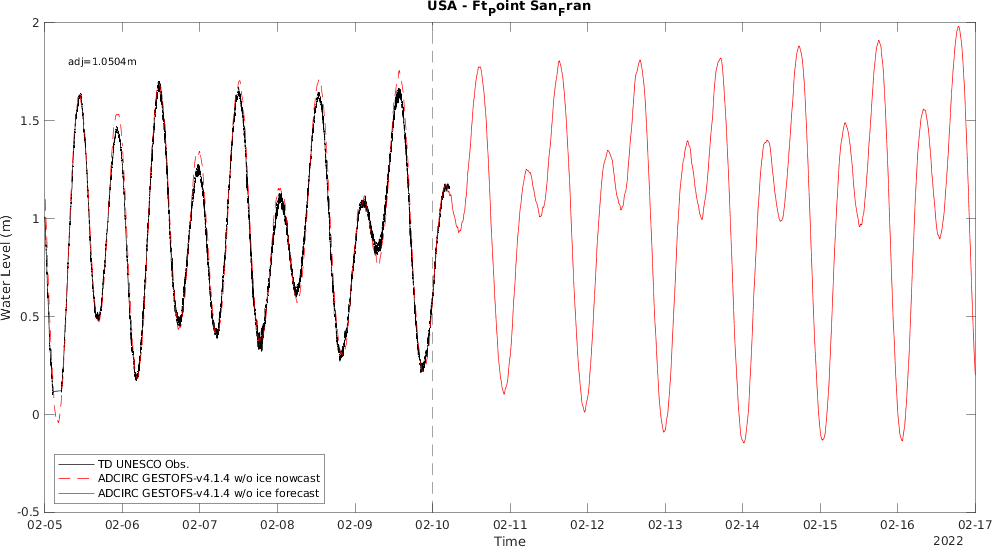 USA - FtPoint SanFran
adj=1.0504m
2
1.5
1
0.5
0
-0.5
Water Level (m)
TD UNESCO Obs.
ADCIRC GESTOFS-v4.1.4 w/o ice nowcast
ADCIRC GESTOFS-v4.1.4 w/o ice forecast
02-05 02-06 02-07 02-08 02-09 02-10 02-11 02-12 02-13 02-14 02-15 02-16 02-17
Time
2022